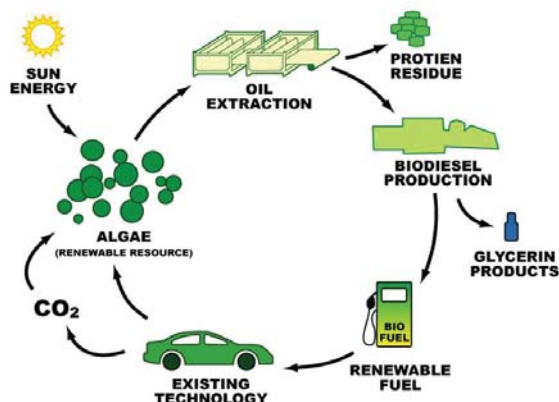 SUN
ENERGY
OIL
EXTRACTION
PROTIEN
RESIDUE
BIODIESEL
PRODUCTION
GLYCERIN
PRODUCTS
BIO
FUEL
RENEWABLE
FUEL
EXISTING
TECHNOLOGY
CO₂
ALGAE
(RENEWABLE RESOURCE)